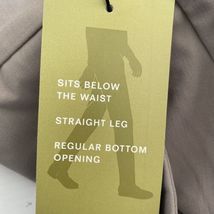 SITS BELOW
THE WAIST
STRAIGHT LEG
REGULAR BOTTOM
OPENING